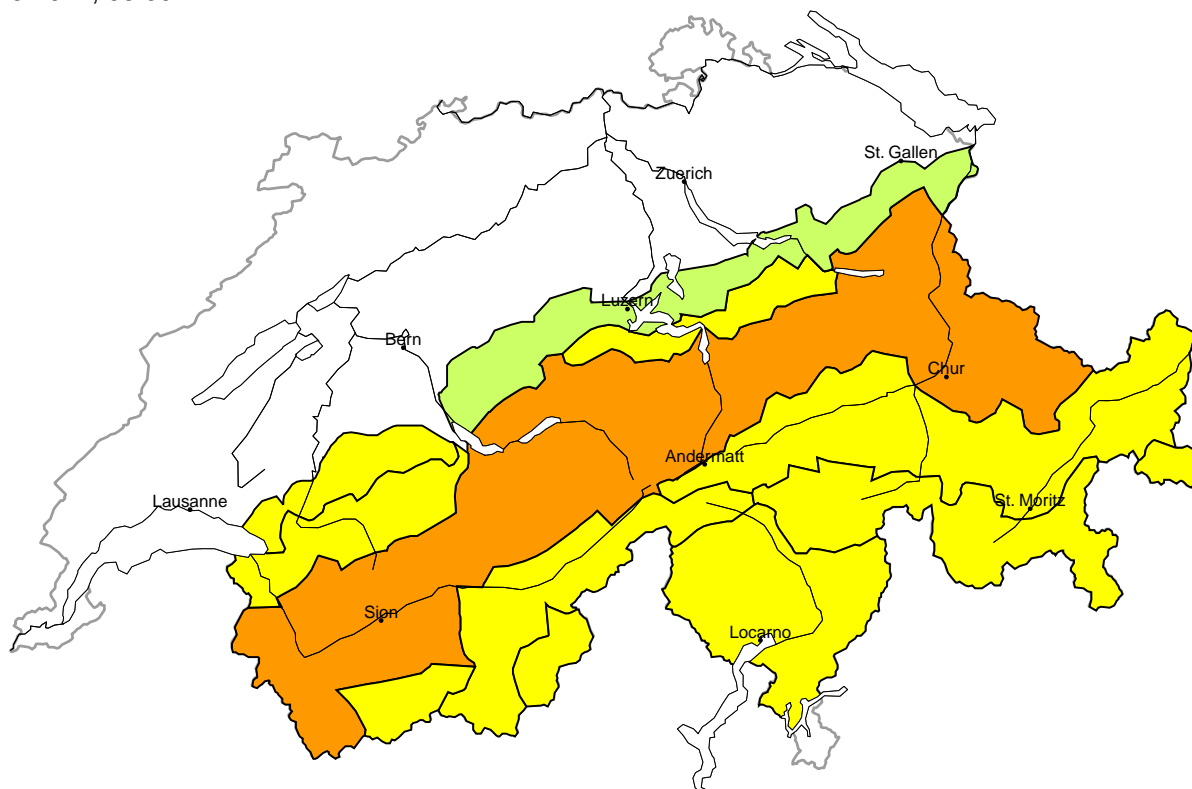 St. Gallen
Zuerich
Luzern
Bern
Chur
Andermatt
Lausanne
St. Moritz
Sion
Locarno